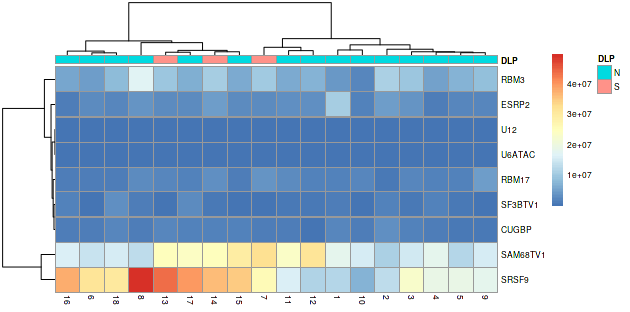 DLP
RBM3
ESRP2
U12
U6ATAC
RBM17
SF3BTV1
CUGBP
SAM68TV1
SRSF9
16 6 18 8 13 17 14 15 7 11 12 1 10 2 3 4 5 9
4e+07
3e+07
2e+07
1e+07
DLP
N
S